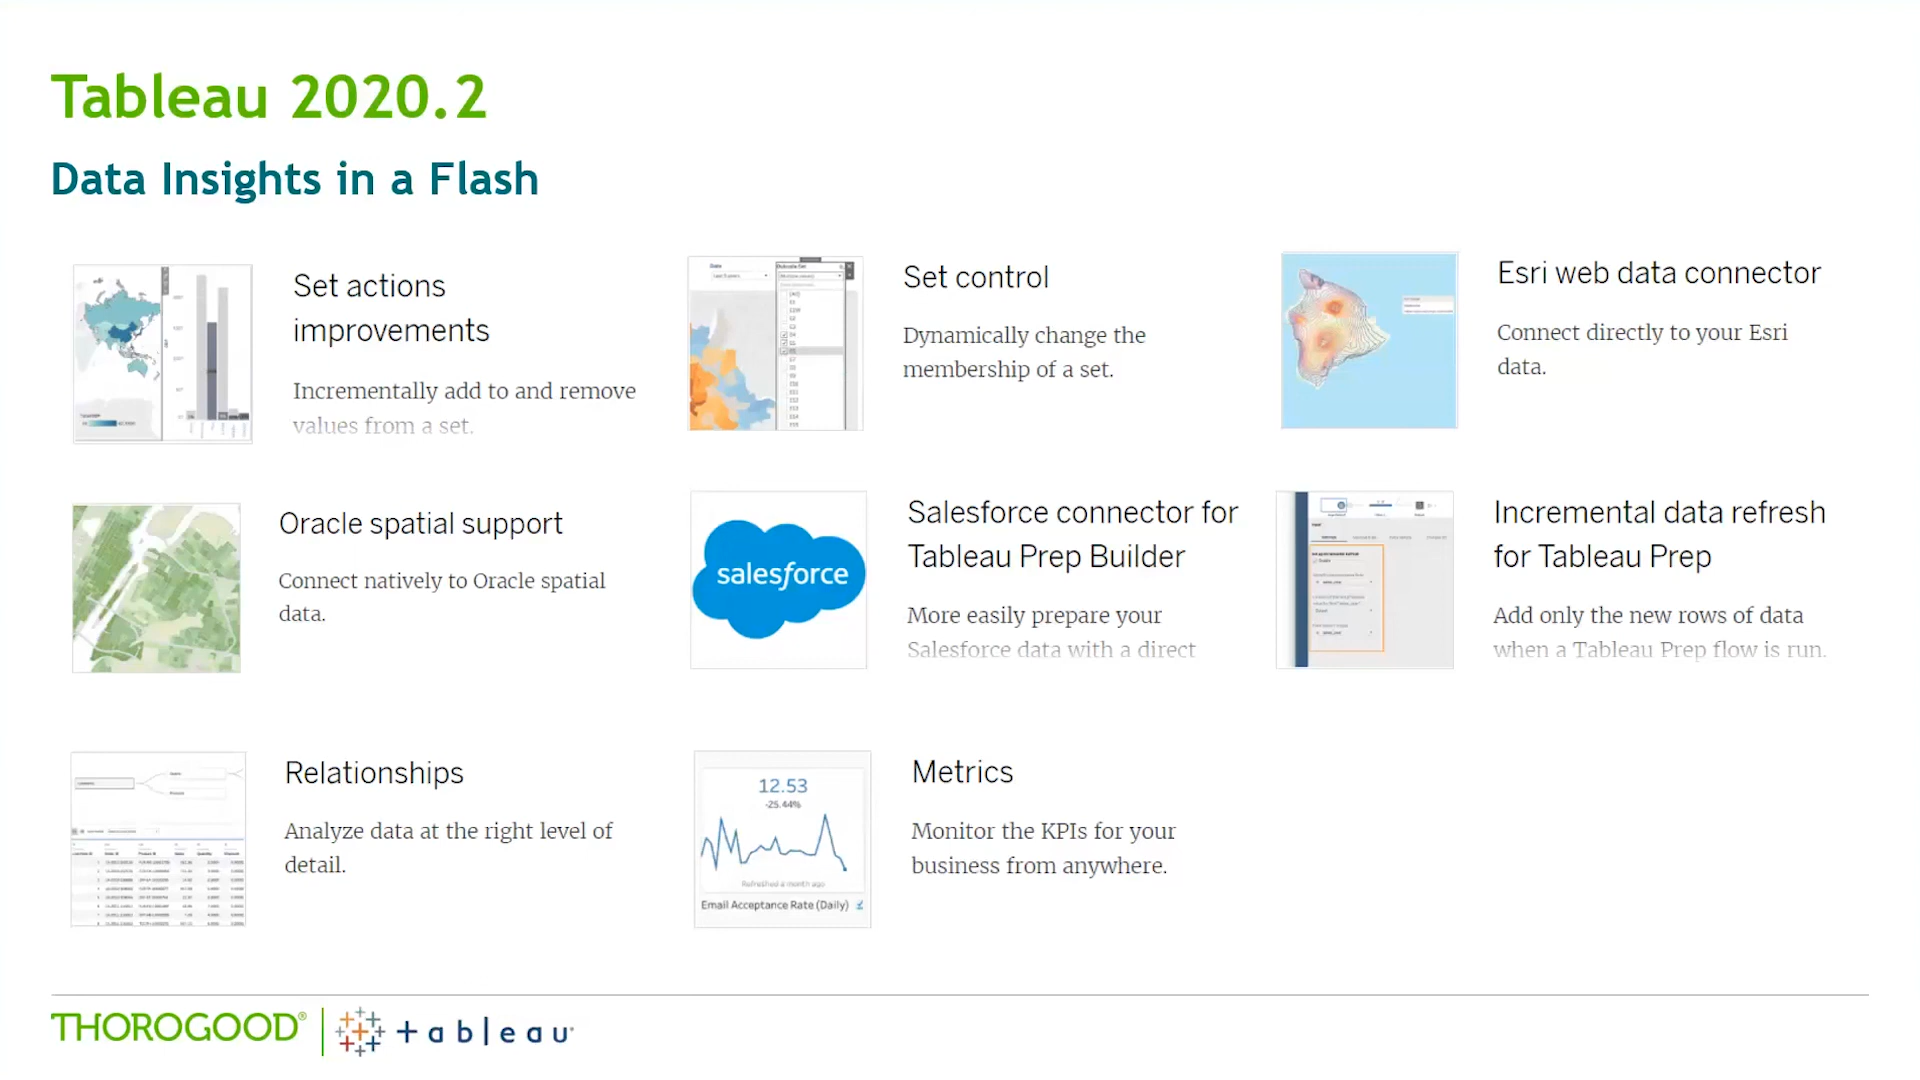 Tableau 2020.2
Data Insights in a Flash
Set actions
improvements
Incrementally add to and remove
values from a set.
Set control
Dynamically change the
membership of a set.
Esri web data connector
Connect directly to your Esri
data.
Oracle spatial support
Connect natively to Oracle spatial
data.
salesforce
Salesforce connector for
Tableau Prep Builder
More easily prepare your
Salesforce data with a direct
Incremental data refresh
for Tableau Prep
Add only the new rows of data
when a Tableau Prep flow is run.
Relationships
Analyze data at the right level of
detail.
12.53
-25.44%
Refreshed a month ago
Email Acceptance Rate (Daily)
Metrics
Monitor the KPIs for your
business from anywhere.
THOROGOOD®
+ableau